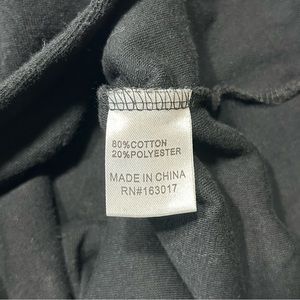 80%COTTON
20%POLYESTER
MADE IN CHINA
RN#163017